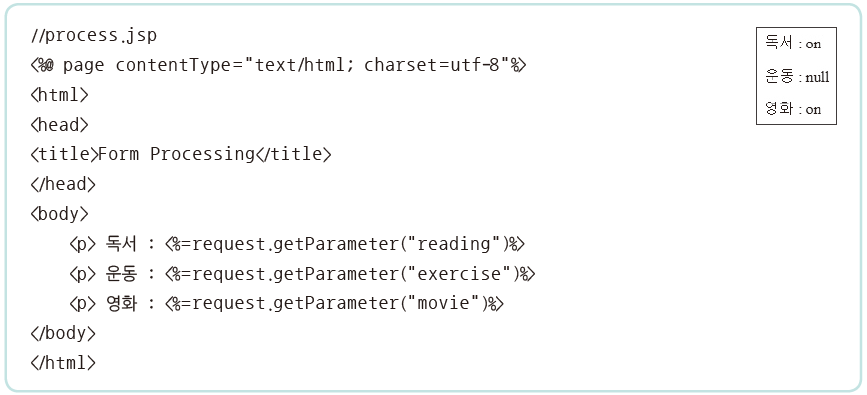 //process.jsp
<%@ page contentType="text/html; charset=utf-8"%>
<html>
<head>
<title>Form Processing</title>
</head>
<body>
<p> 독서 : <%=request.getParameter("reading")%>
<p> 운동 : <%=request.getParameter("exercise")%>
<p> 영화 : <%=request.getParameter("movie")%>
</body>
</html>
독서 : on
운동 : null
영화 : on